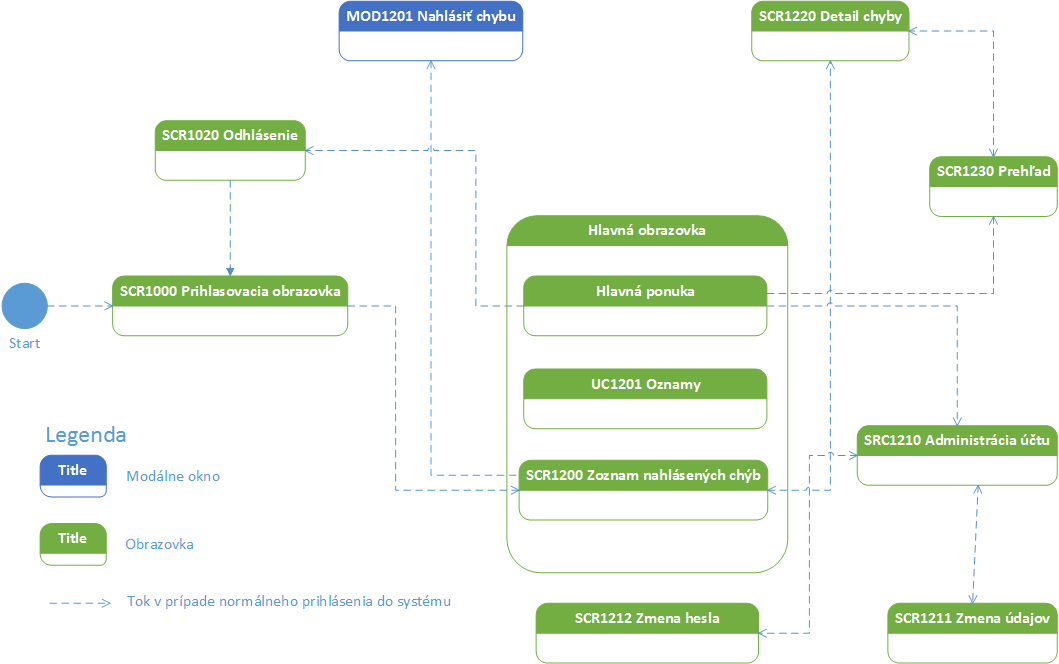 MOD1201 Nahlásiť chybu
SCR1220 Detail chyby
SCR1020 Odhlásenie
SCR1230 Prehľad
Hlavná obrazovka
SCR1000 Prihlasovacia obrazovka
Hlavná ponuka
Start
UC1201 Oznamy
SRC1210 Administrácia účtu
SCR1200 Zoznam nahlásených chýb
Legenda
Title
Modálne okno
Title
Obrazovka
Tok v prípade normálneho prihlásenia do systému
SCR1212 Zmena hesla
SCR1211 Zmena údajov